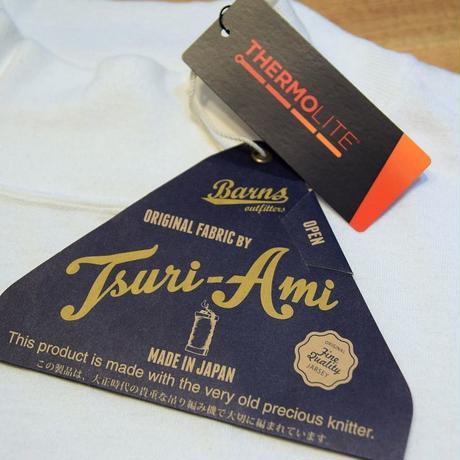 THERMOLITE
Barns
outfitters
OPEN
ORIGINAL FABRIC BY
Tsuri-Ami
MADE IN JAPAN
ORIGINAL
Fine
Quality
JARSEY
This product is made with the very old precious knitter.
この製品は、大正時代の貴重な吊り編み機で大切に編まれています。